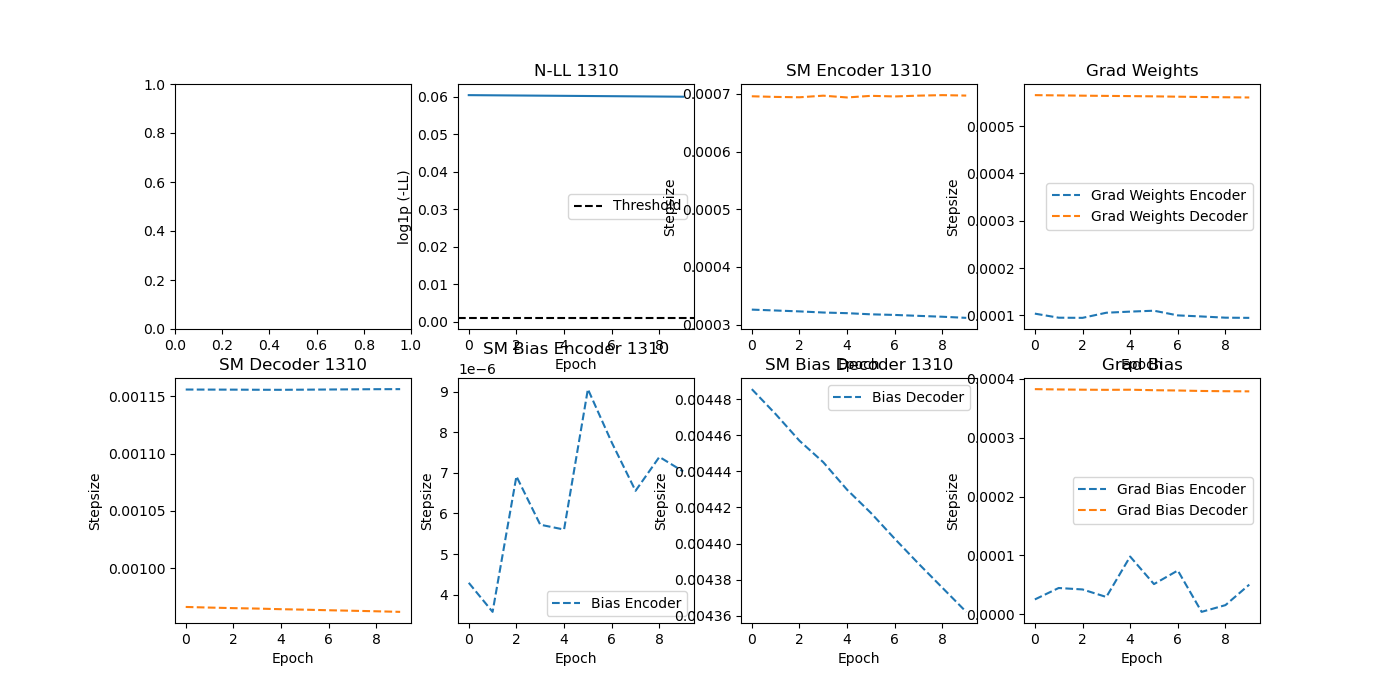 1.0
0.8
0.6
0.4
0.2
0.0
0.0 0.2 0.4 0.6 0.8 1.0
N-LL 1310
log1p (-LL)
0.06
0.05
0.04
0.03
0.02
0.01
0.00
Threshold
0 2 4 6 8
Epoch
SM Encoder 1310
Stepsize
0.0007
0.0006
0.0005
0.0004
0.0003
0 2 4 6 8
Epoch
Grad Weights
Stepsize
0.0005
0.0004
0.0003
0.0002
0.0001
Grad Weights Encoder
Grad Weights Decoder
0 2 4 6 8
Epoch
SM Decoder 1310
Stepsize
0.00115
0.00110
0.00105
0.00100
0 2 4 6 8
Epoch
SM Bias Encoder 1310
1e−6
Stepsize
9
8
7
6
5
4
Bias Encoder
0 2 4 6 8
Epoch
SM Bias Decoder 1310
Stepsize
0.00448
0.00446
0.00444
0.00442
0.00440
0.00438
0.00436
Bias Decoder
0 2 4 6 8
Epoch
Grad Bias
Stepsize
0.0004
0.0003
0.0002
0.0001
0.0000
Grad Bias Encoder
Grad Bias Decoder
0 2 4 6 8
Epoch